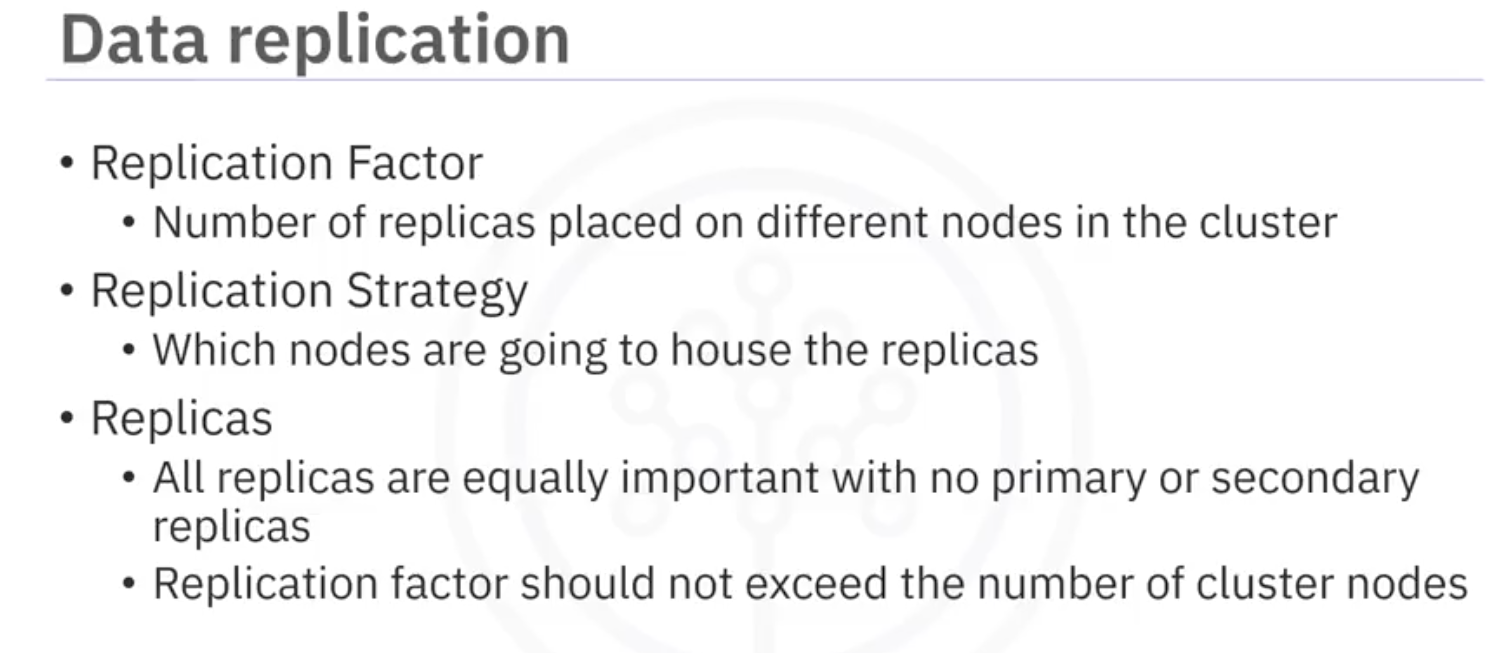 Data replication
• Replication Factor
• Number of replicas placed on different nodes in the cluster
• Replication Strategy
• Which nodes are going to house the replicas
• Replicas
• All replicas are equally important with no primary or secondary
replicas
• Replication factor should not exceed the number of cluster nodes